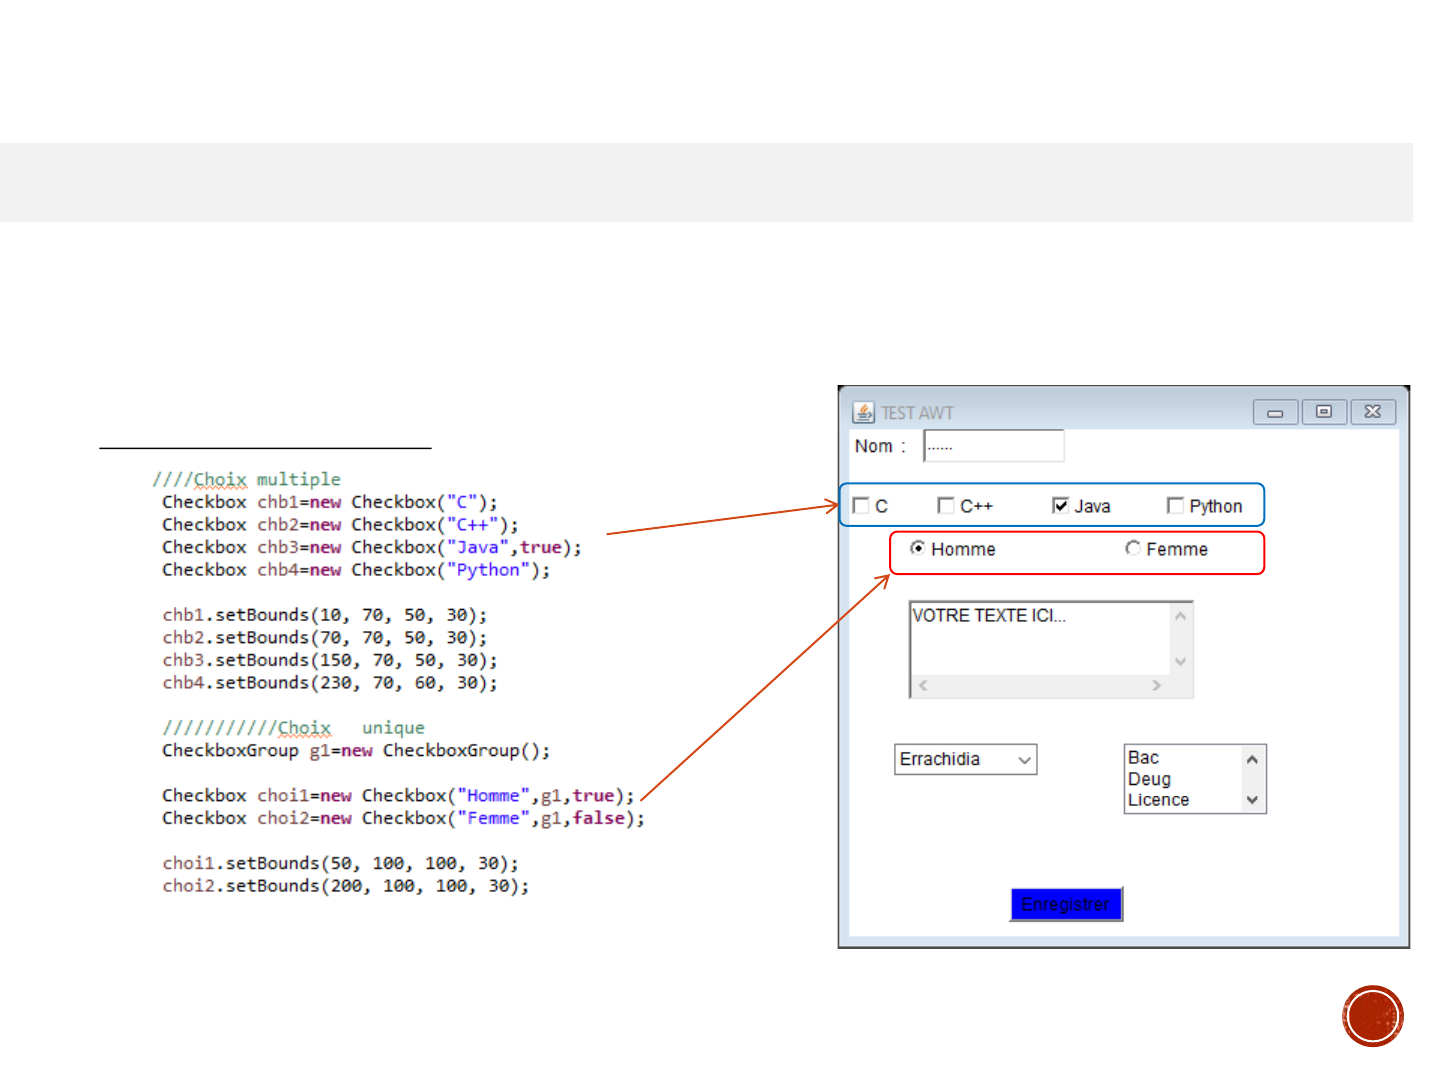 ////Choix multiple
Checkbox chb1=new Checkbox("C");
Checkbox chb2=new Checkbox("C++");
Checkbox chb3=new Checkbox("Java",true);
Checkbox chb4=new Checkbox("Python");
chb1.setBounds(10, 70, 50, 30);
chb2.setBounds(70, 70, 50, 30);
chb3.setBounds(150, 70, 50, 30);
chb4.setBounds(230, 70, 60, 30);
///////////Choix unique
CheckboxGroup g1=new CheckboxGroup();
Checkbox choi1=new Checkbox("Homme",g1,true);
Checkbox choi2=new Checkbox("Femme",g1,false);
choi1.setBounds(50, 100, 100, 30);
choi2.setBounds(200, 100, 100, 30);
TEST AWT
Nom : ......
C C++ Java Python
Homme Femme
VOTRE TEXTE ICI...
Errachidia
Bac
Deug
Licence
Enregistrer